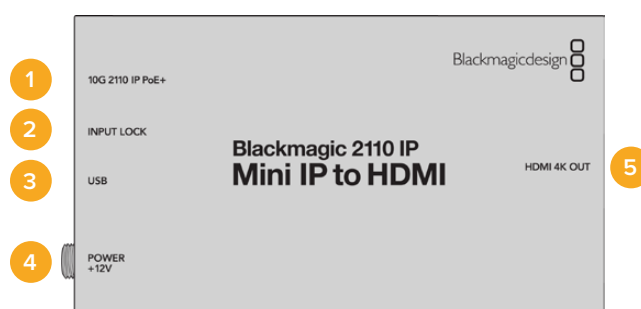 Blackmagicdesign
1
10G 2110 IP PoE+
2
INPUT LOCK
Blackmagic 2110 IP
Mini IP to HDMI
HDMI 4K OUT
5
3
USB
4
POWER
+12V